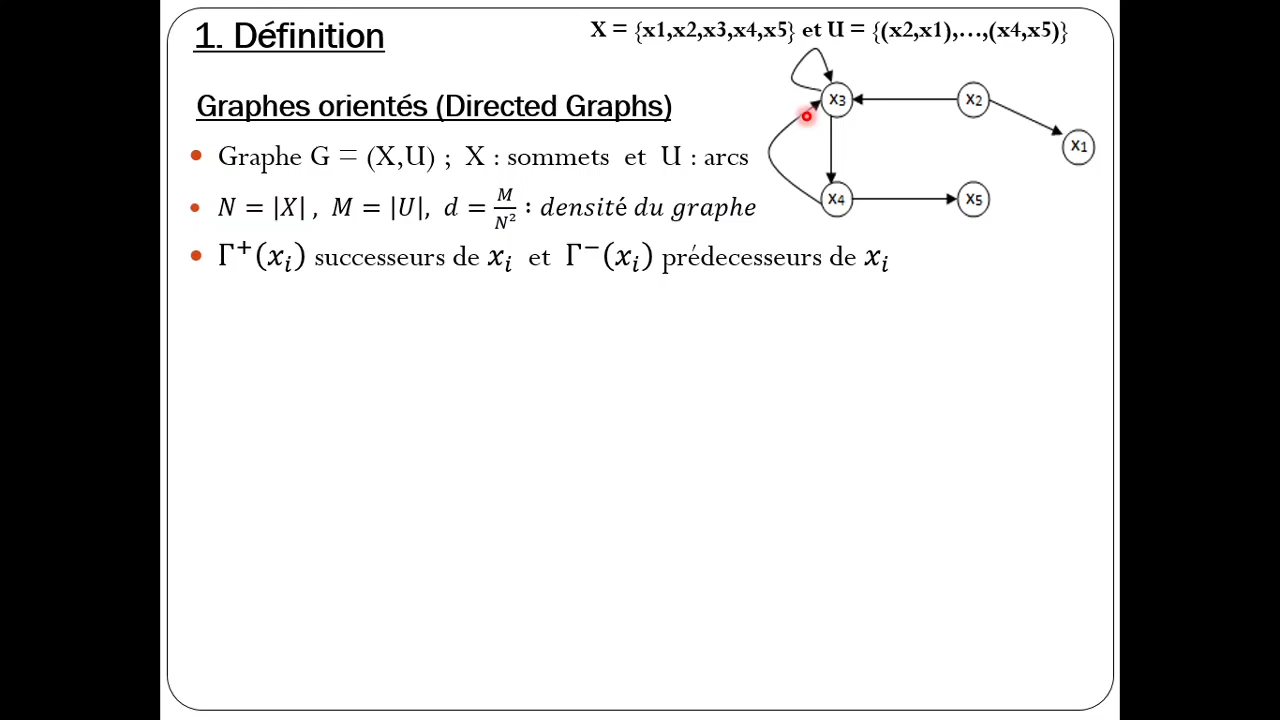 1. Définition
X = {x1,x2,x3,x4,x5} et U = {(x2,x1),…,(x4,x5)}
Graphes orientés (Directed Graphs)
• Graphe G = (X,U) ; X : sommets et U : arcs
• N = |X| , M = |U|, d = M/N² : densité du graphe
• Γ⁺(xᵢ) successeurs de xᵢ et Γ⁻(xᵢ) prédecesseurs de xᵢ
X3
X2
X1
X4
X5